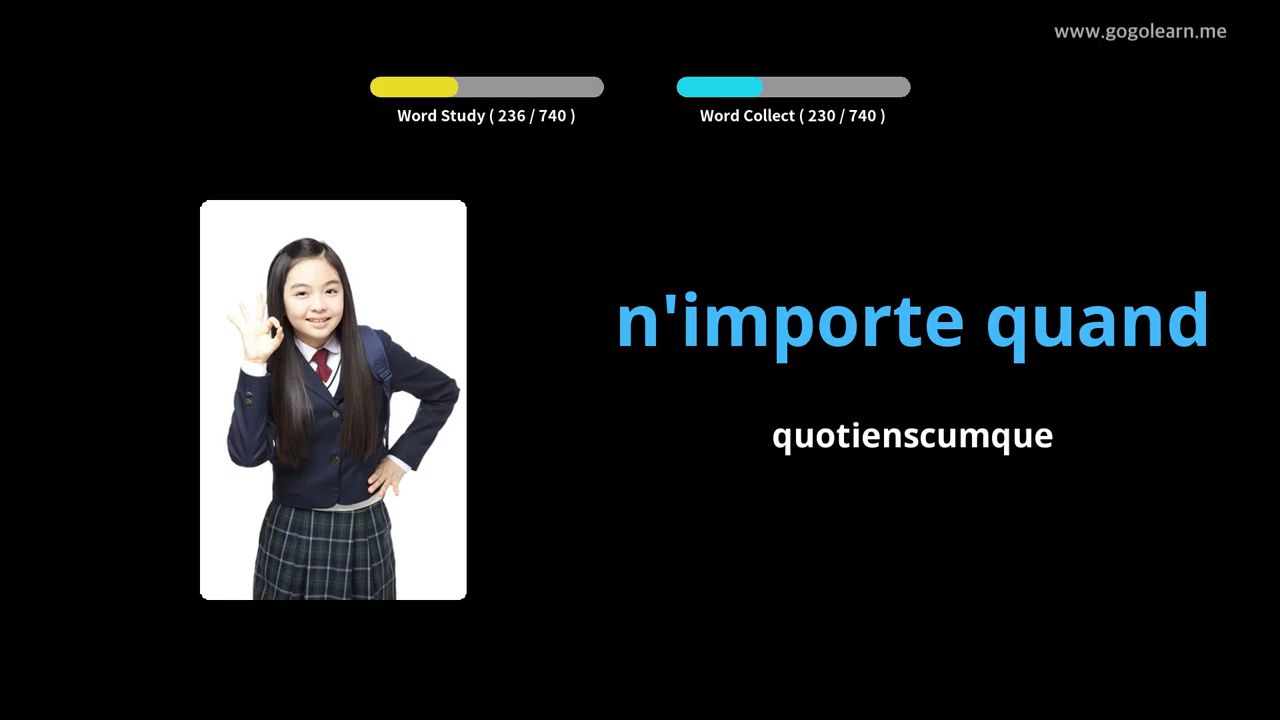 www.gogolearn.me
Word Study ( 236 / 740 )
Word Collect ( 230 / 740 )
n'importe quand
quotienscumque